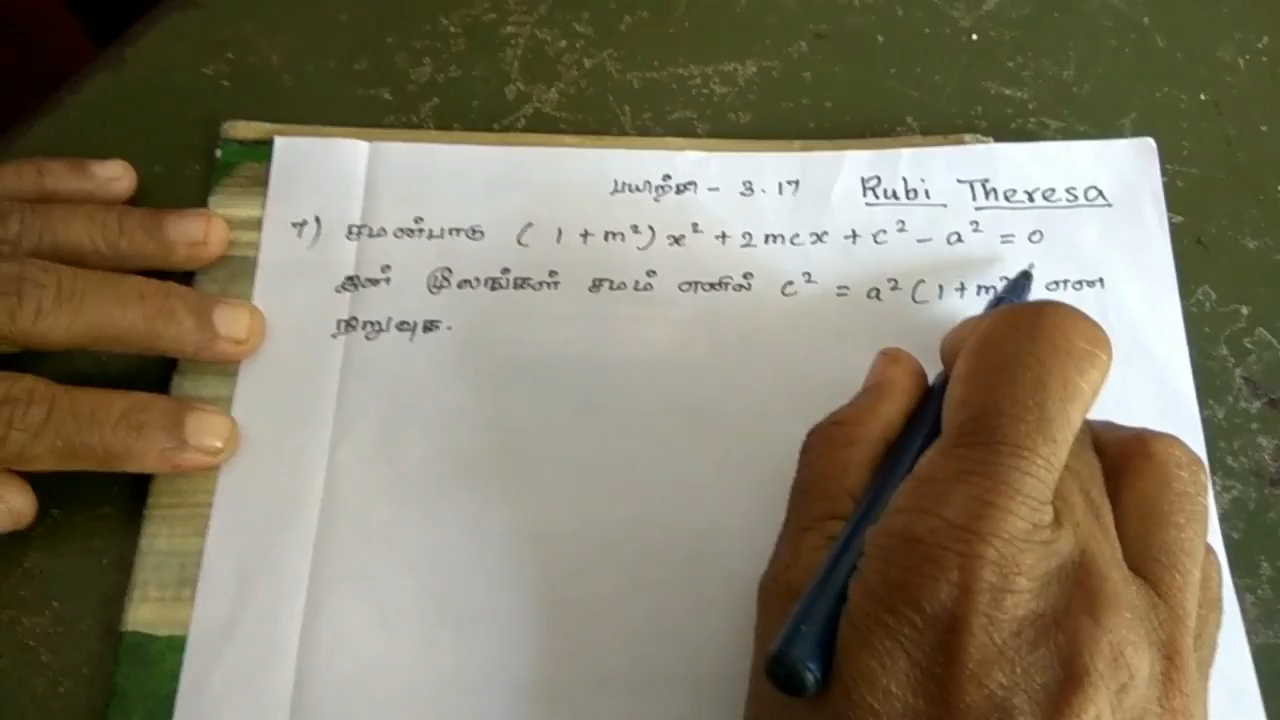 பயிற்சி - 3.17 Rubi Theresa
7) சமன்பாடு (1+m²)x² + 2mcx + c² - a² = 0
இன் மூலங்கள் சமம் எனில் c² = a²(1+m² என
நிறுவுக.